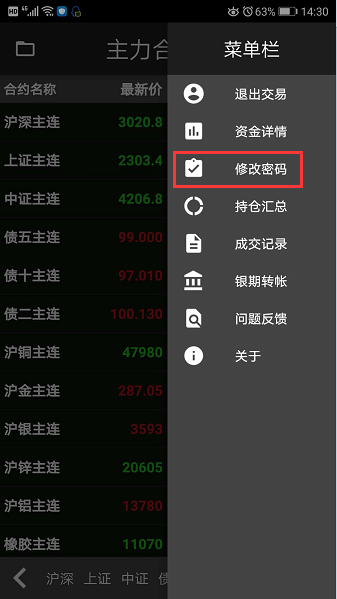 HD 4G 63% 14:30
主力合
菜单栏
合约名称 最新价
沪深主连 3020.8
上证主连 2303.4
中证主连 4206.8
债五主连 99.000
债十主连 97.010
债二主连 100.130
沪铜主连 47980
沪金主连 287.05
沪银主连 3593
沪锌主连 20605
沪铝主连 13780
橡胶主连 11070
沪深 上证 中证
退出交易
资金详情
修改密码
持仓汇总
成交记录
银期转帐
问题反馈
关于